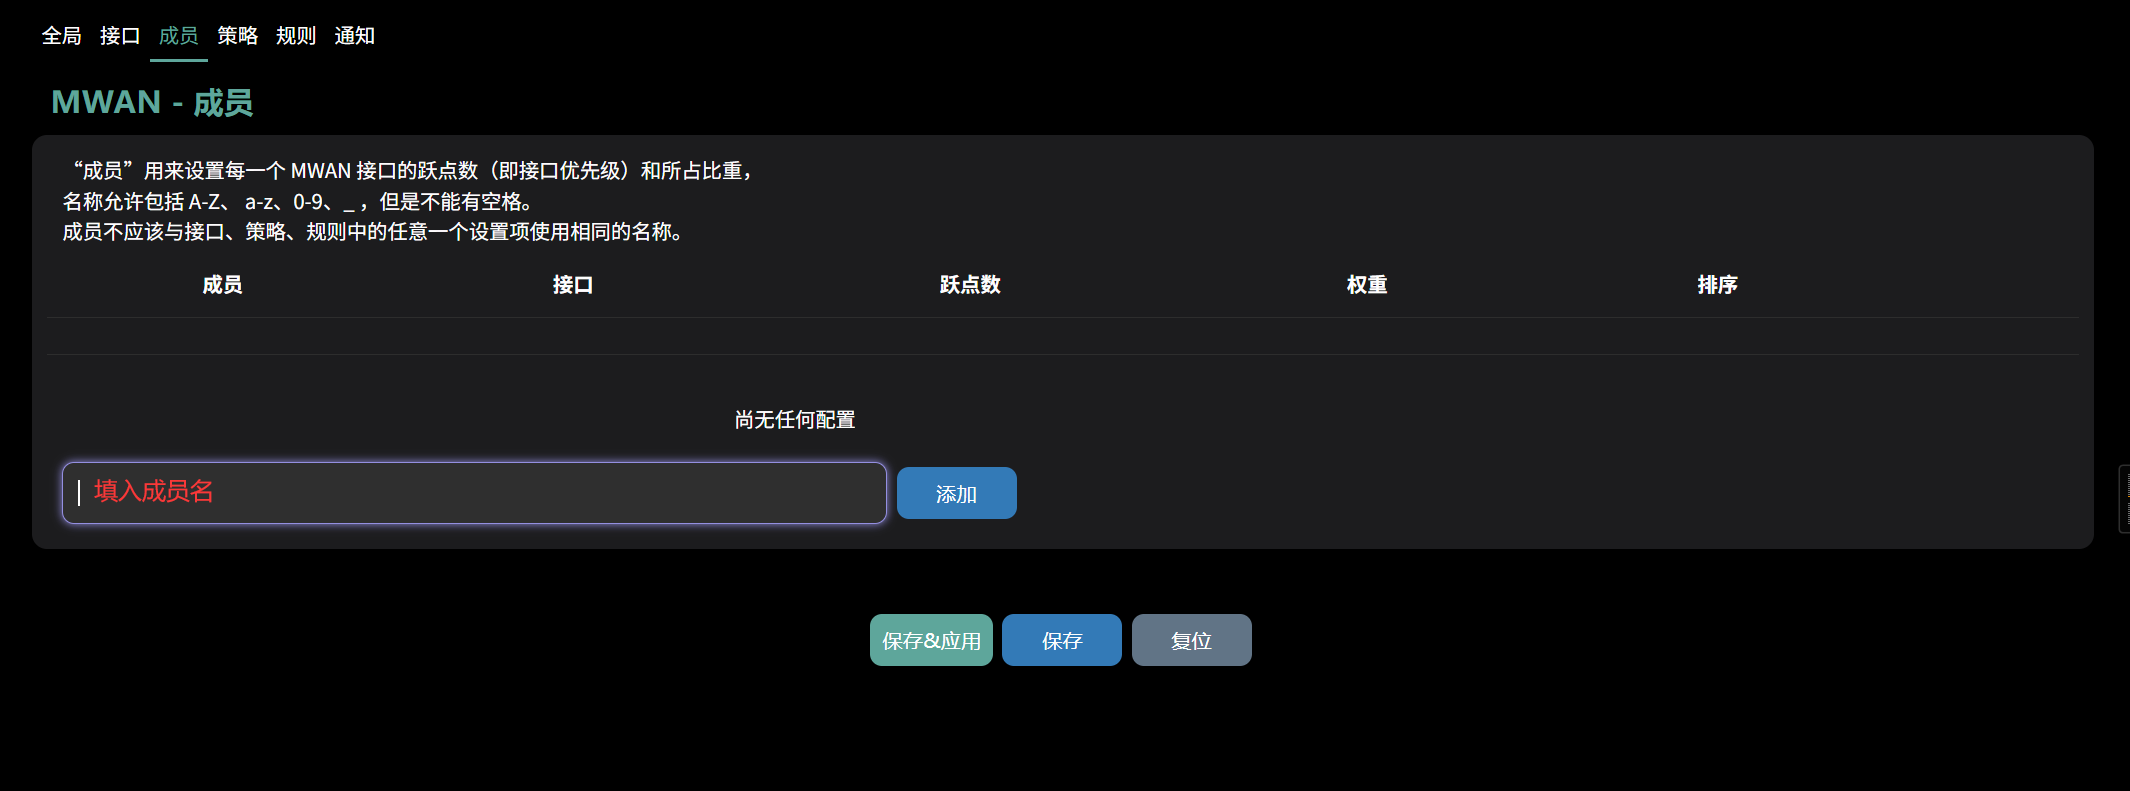 全局 接口 成员 策略 规则 通知
MWAN - 成员
“成员”用来设置每一个 MWAN 接口的跃点数（即接口优先级）和所占比重，
名称允许包括 A-Z、 a-z、0-9、_ ，但是不能有空格。
成员不应该与接口、策略、规则中的任意一个设置项使用相同的名称。
成员 接口 跃点数 权重 排序
尚无任何配置
填入成员名 添加
保存&应用 保存 复位